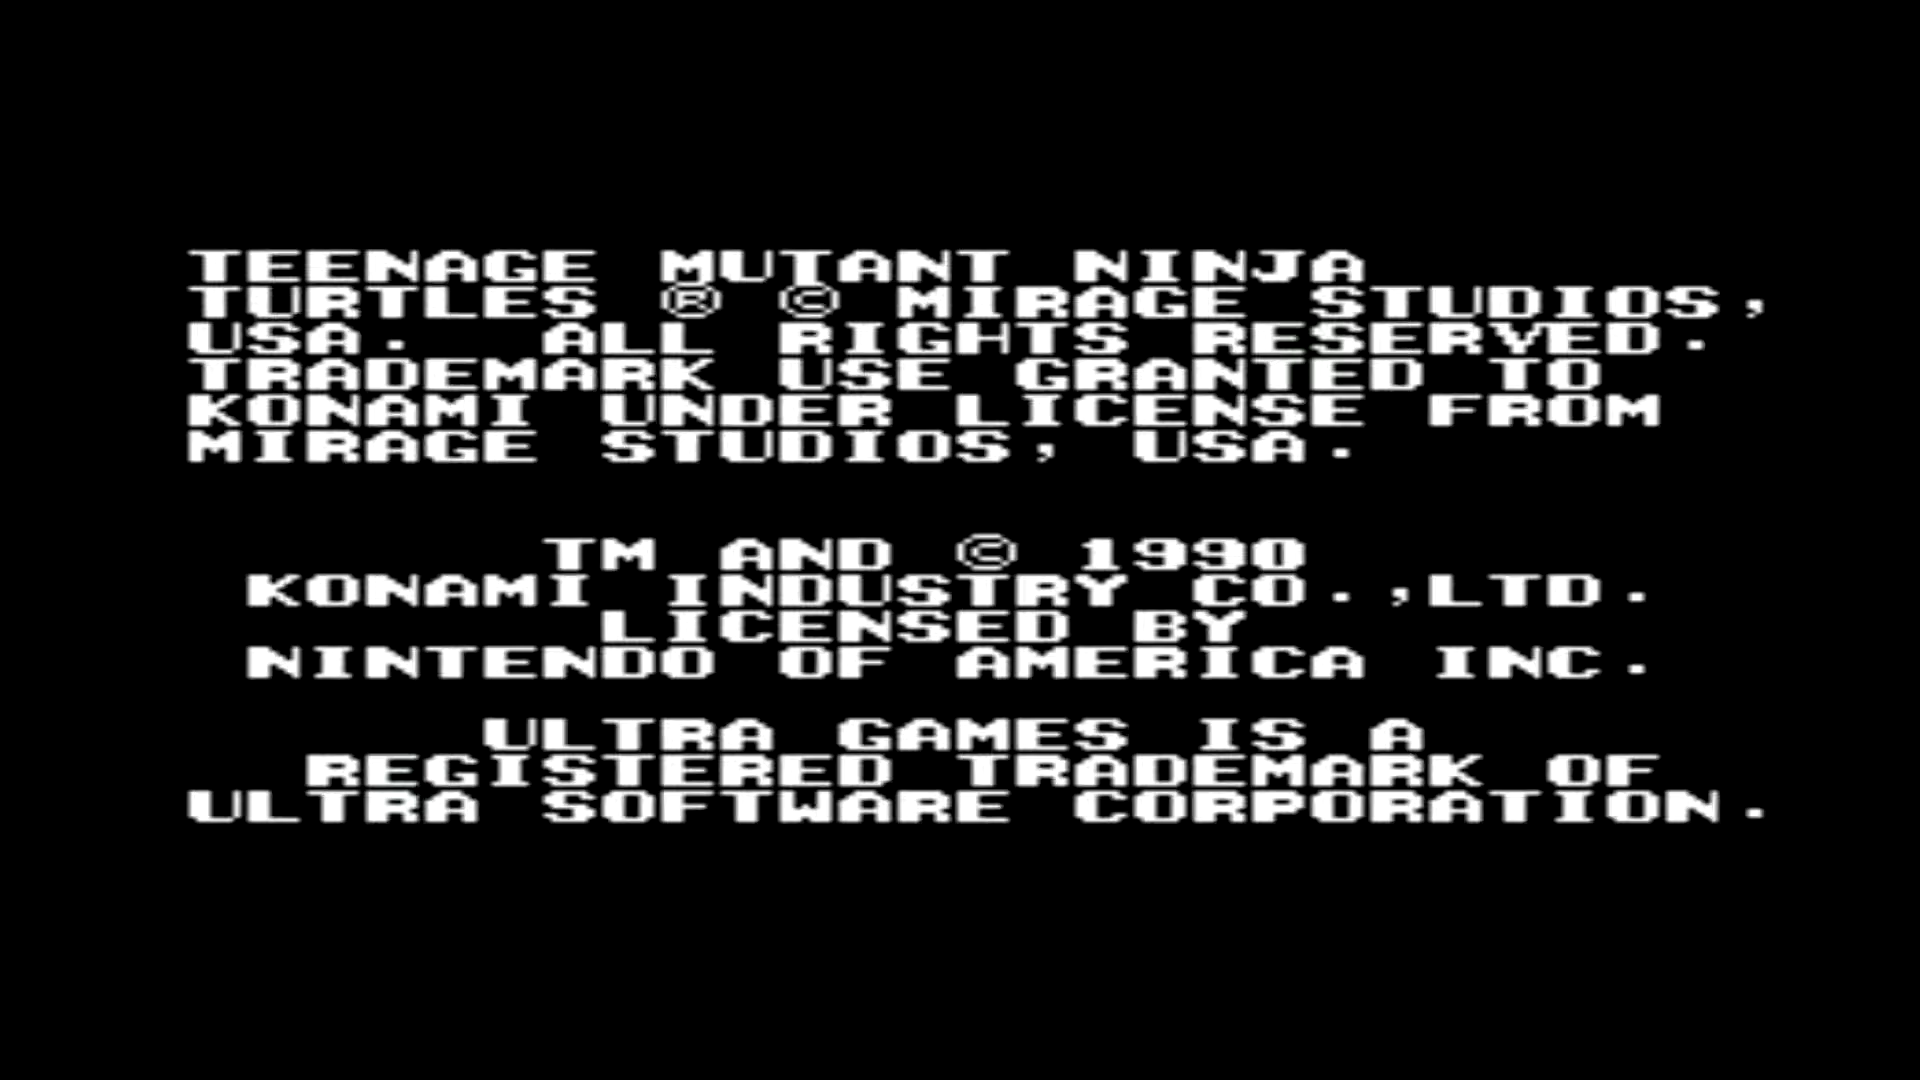 TEENAGE MUTANT NINJA
TURTLES ® © MIRAGE STUDIOS,
USA. ALL RIGHTS RESERVED.
TRADEMARK USE GRANTED TO
KONAMI UNDER LICENSE FROM
MIRAGE STUDIOS, USA.
TM AND © 1990
KONAMI INDUSTRY CO.,LTD.
LICENSED BY
NINTENDO OF AMERICA INC.
ULTRA GAMES IS A
REGISTERED TRADEMARK OF
ULTRA SOFTWARE CORPORATION.